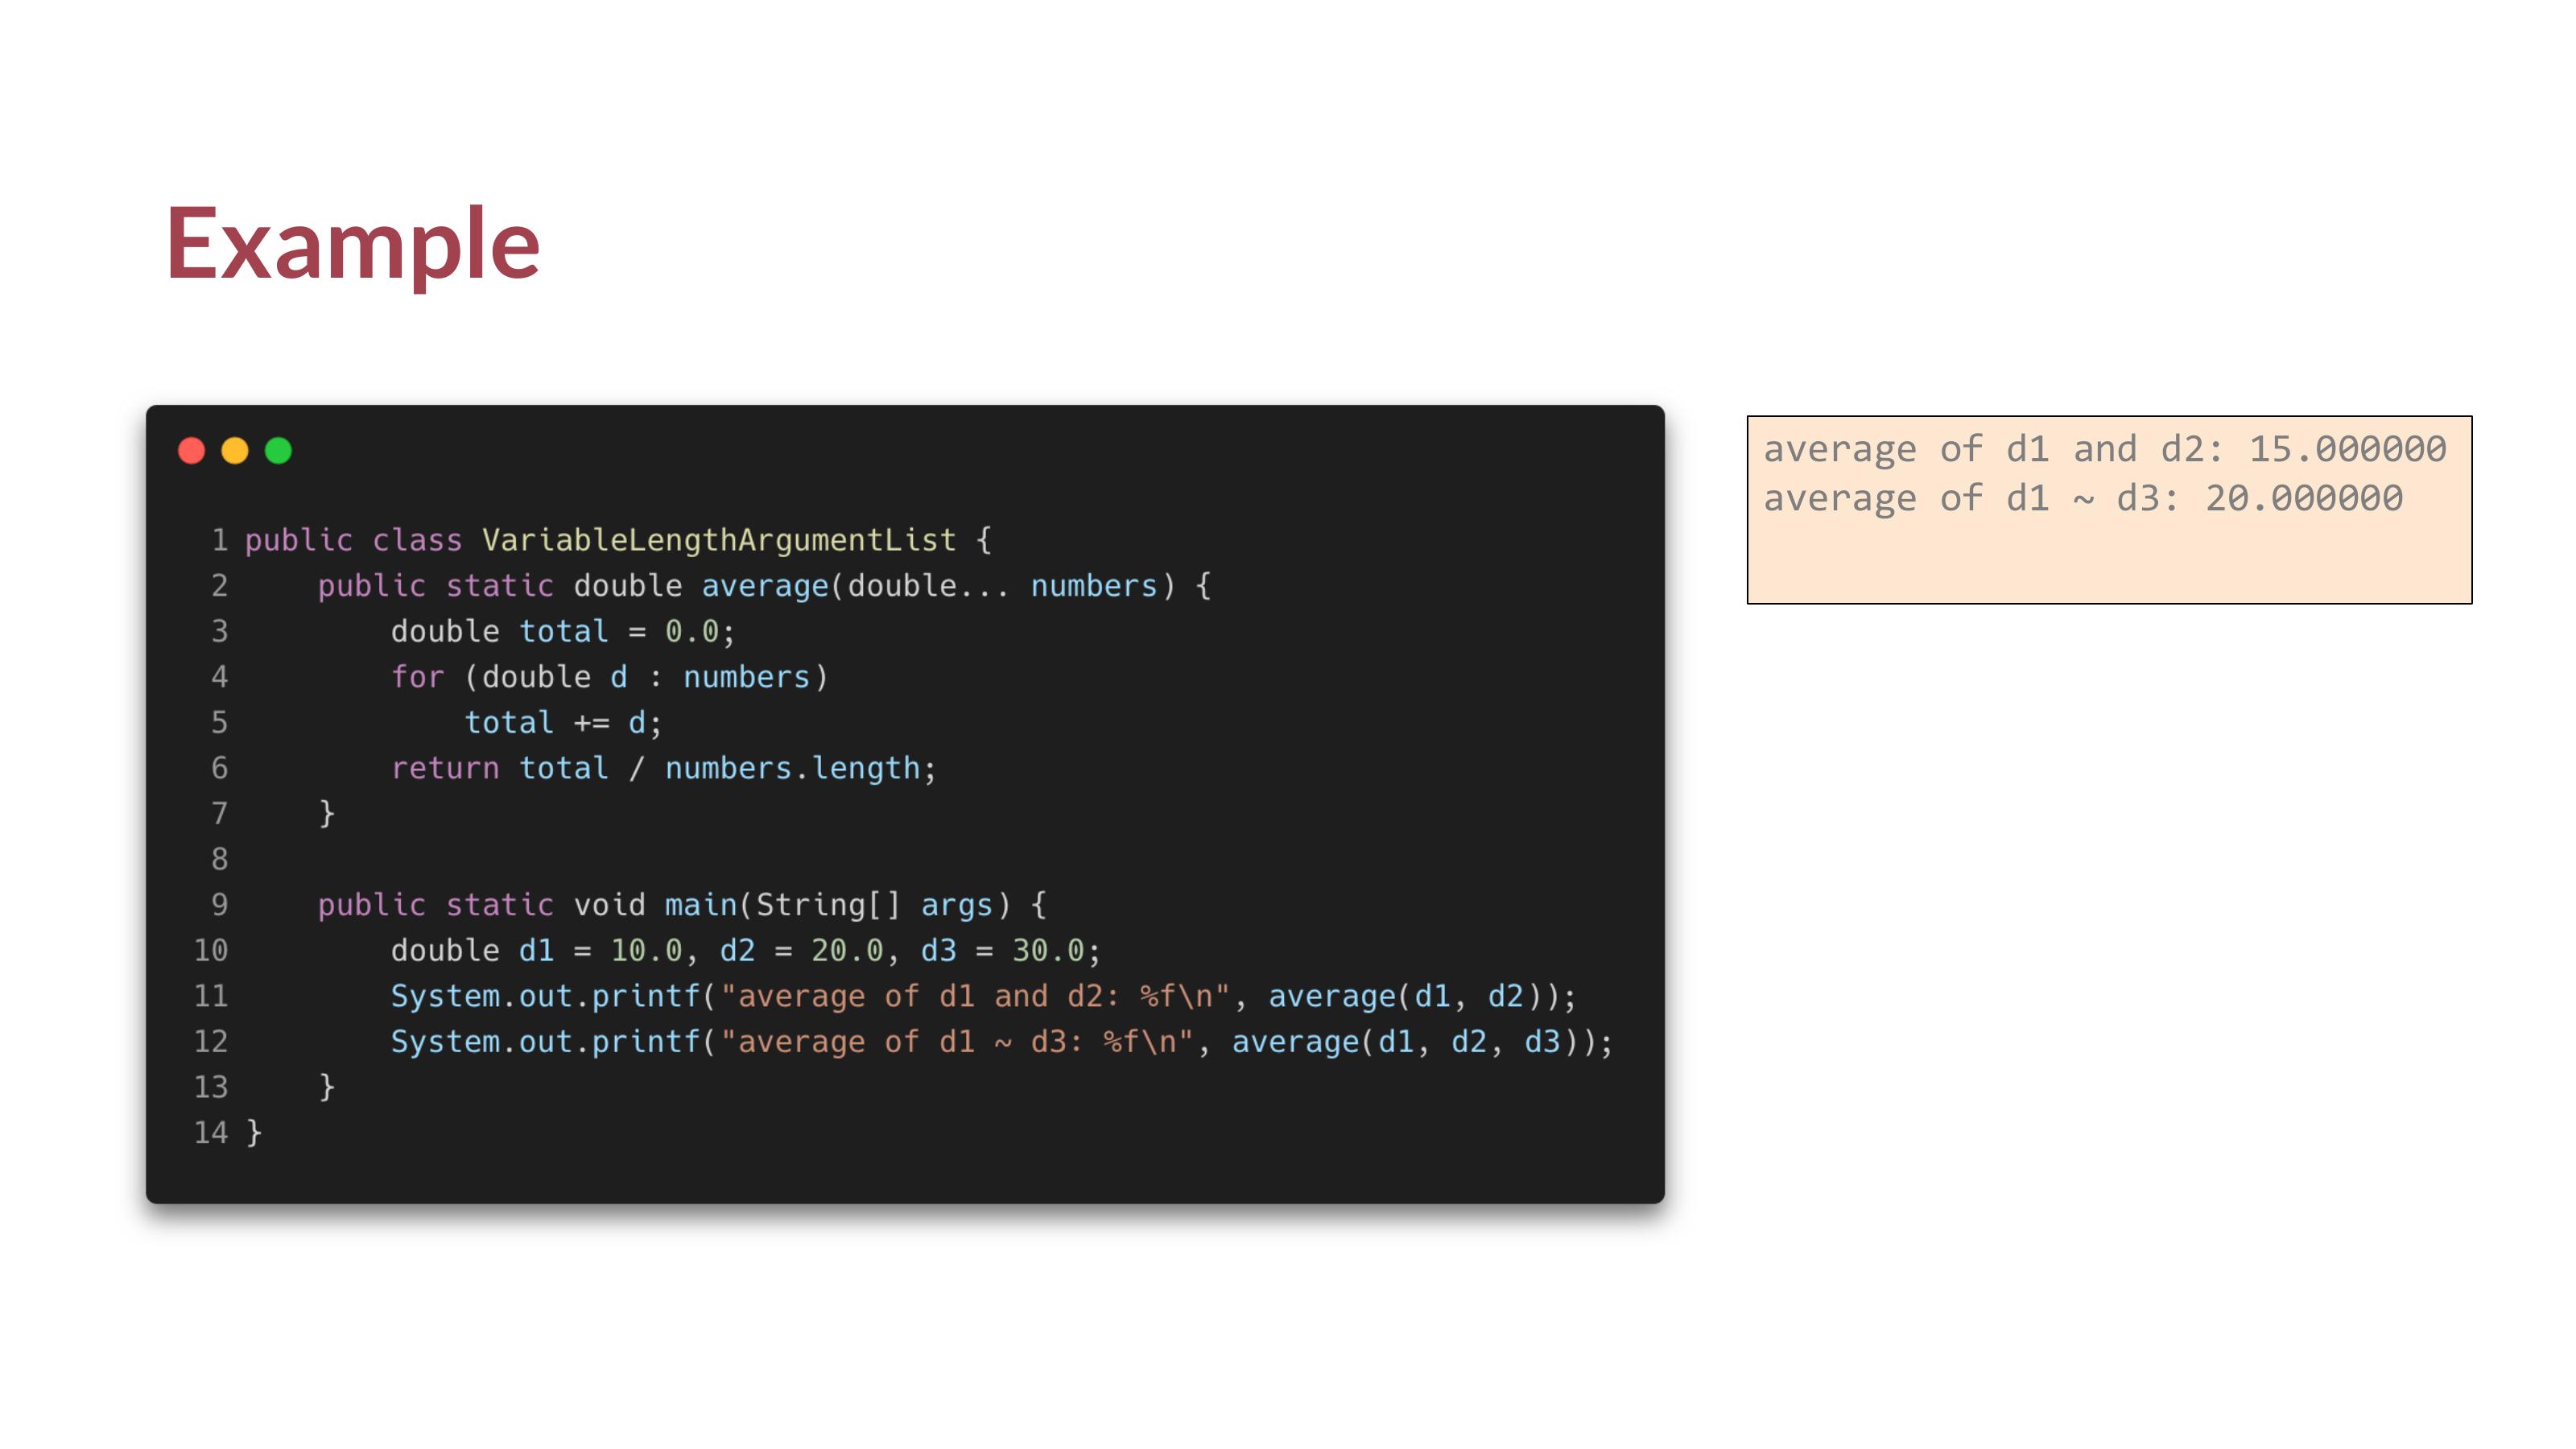 Example
1 public class VariableLengthArgumentList {
2     public static double average(double... numbers) {
3         double total = 0.0;
4         for (double d : numbers)
5             total += d;
6         return total / numbers.length;
7     }
8
9     public static void main(String[] args) {
10         double d1 = 10.0, d2 = 20.0, d3 = 30.0;
11         System.out.printf("average of d1 and d2: %f\n", average(d1, d2));
12         System.out.printf("average of d1 ~ d3: %f\n", average(d1, d2, d3));
13     }
14 }
average of d1 and d2: 15.000000
average of d1 ~ d3: 20.000000